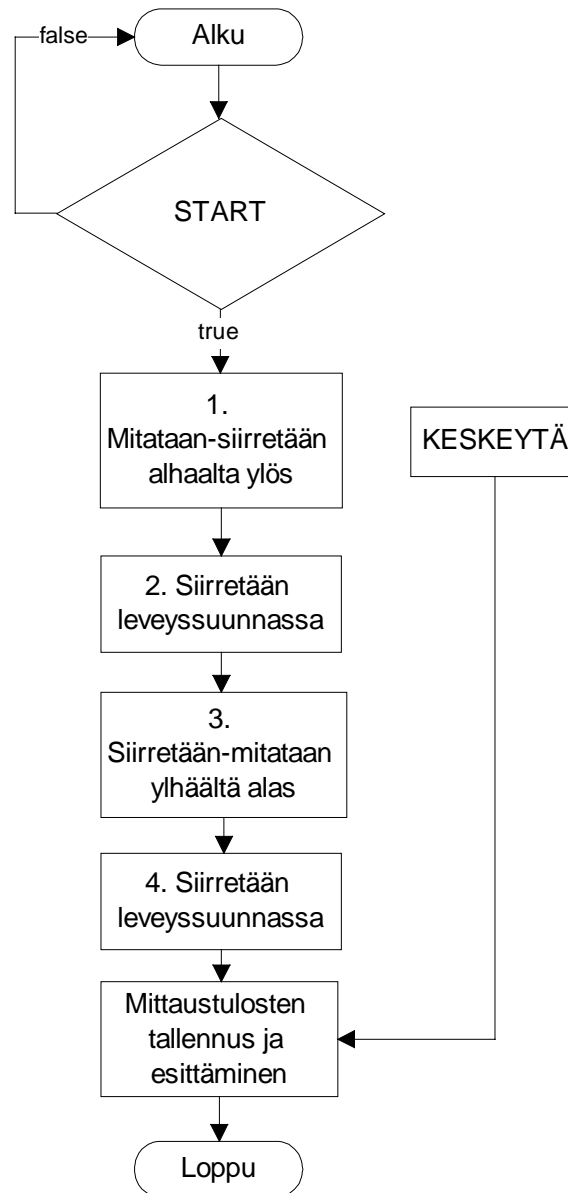 Alku
false
START
true
1.
Mitataan-siirretään
alhaalta ylös
KESKEYTÄ
2. Siirretään
leveyssuunnassa
3.
Siirretään-mitataan
ylhäältä alas
4. Siirretään
leveyssuunnassa
Mittaustulosten
tallennus ja
esittäminen
Loppu